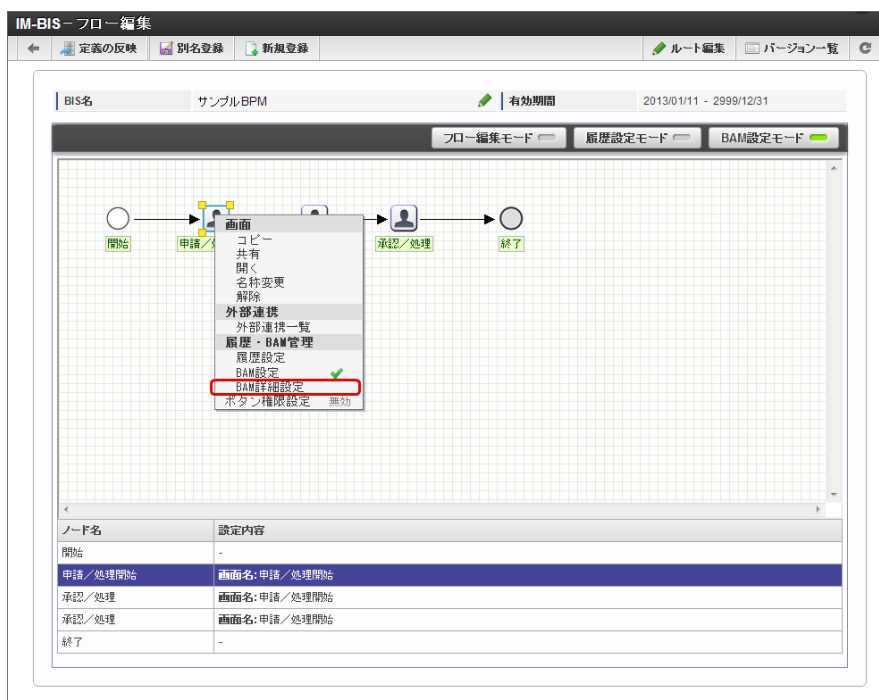 IM-BIS－フロー編集
定義の反映 別名登録 新規登録 ルート編集 バージョン一覧
BIS名 サンプルBPM 有効期間 2013/01/11 - 2999/12/31
フロー編集モード 履歴設定モード BAM設定モード
開始
申請／
承認／処理
終了
画面
コピー
共有
開く
名称変更
解除
外部連携
外部連携一覧
履歴・BAM管理
履歴設定
BAM設定
BAM詳細設定
ボタン権限設定 無効
ノード名 設定内容
開始 -
申請／処理開始 画面名:申請／処理開始
承認／処理 画面名:申請／処理開始
承認／処理 画面名:申請／処理開始
終了 -